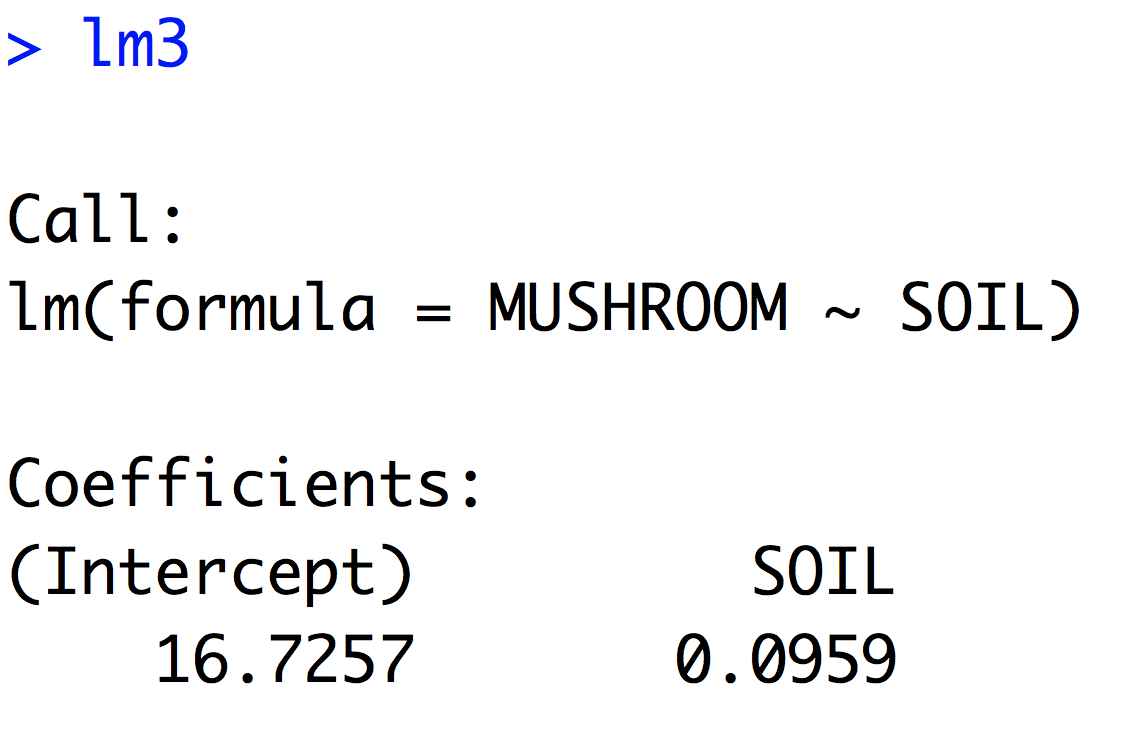 > lm3
Call:
lm(formula = MUSHROOM ~ SOIL)
Coefficients:
(Intercept)         SOIL
    16.7257       0.0959